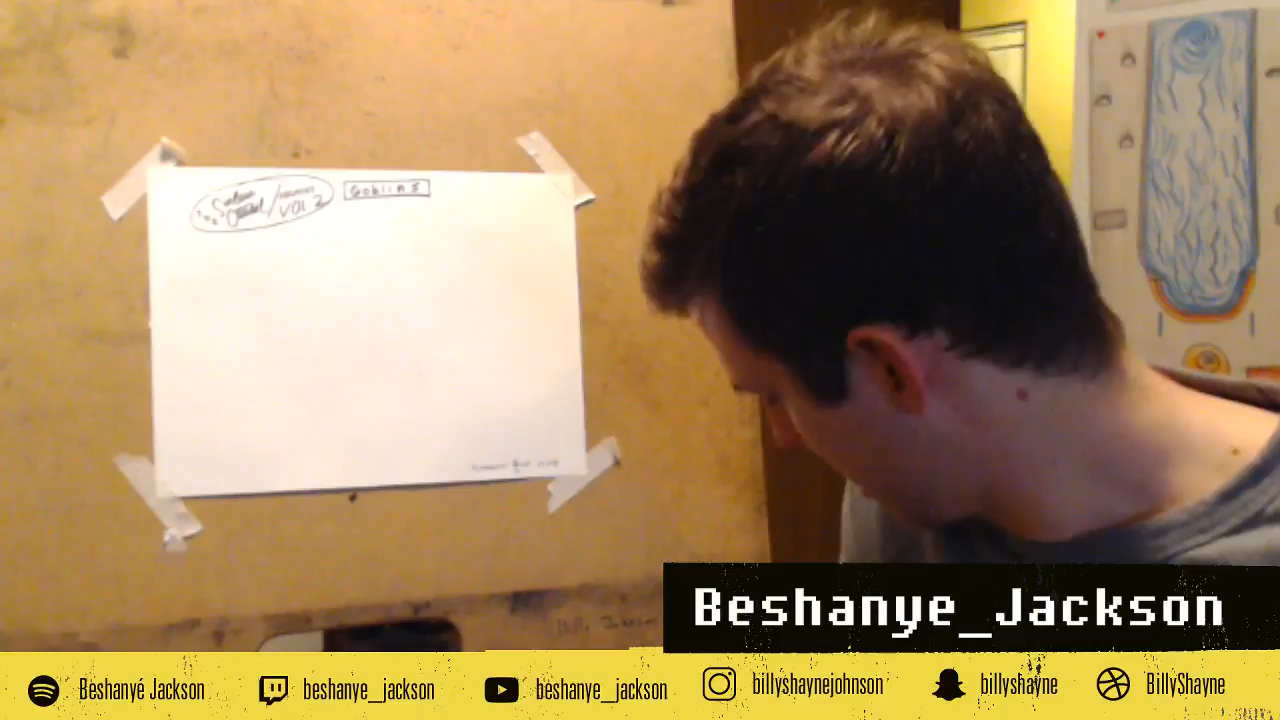 VOl 2
GOBLINS
Beshanye_Jackson
Beshanyé Jackson
beshanye_jackson
beshanye_jackson
billyshaynejohnson
billyshayne
BillyShayne